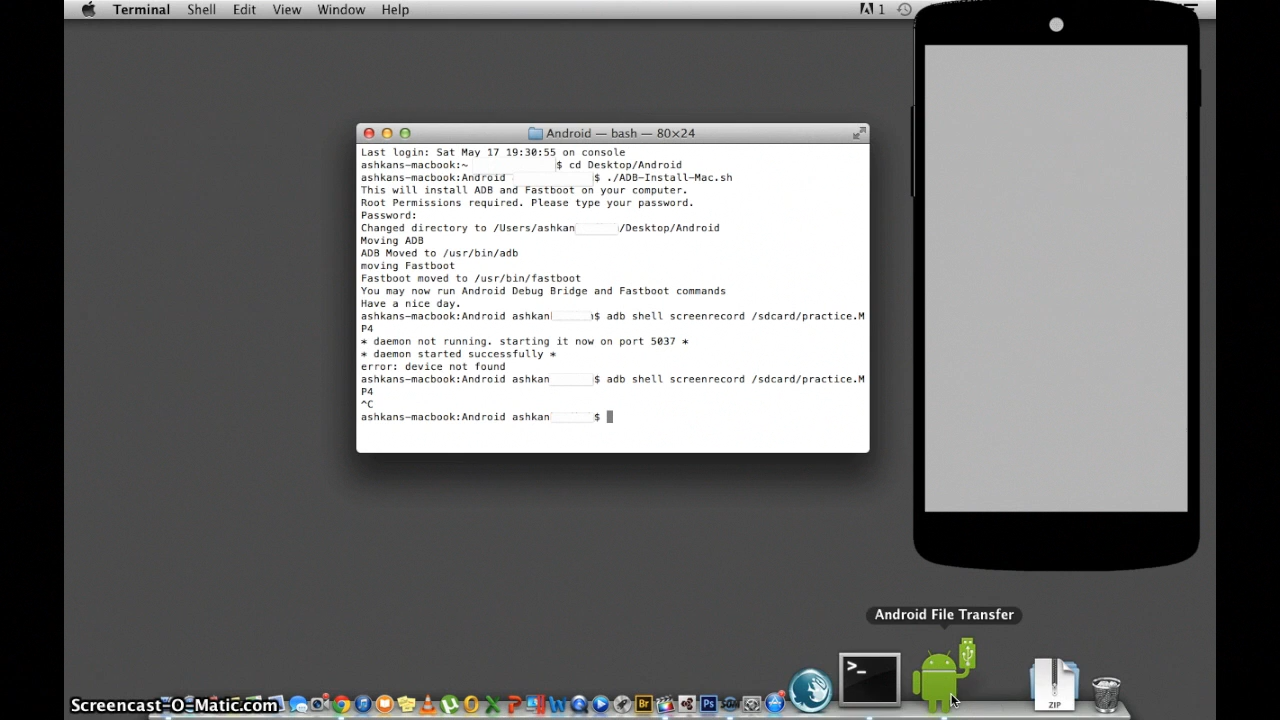 Terminal Shell Edit View Window Help 1
Android — bash — 80×24
Last login: Sat May 17 19:30:55 on console
ashkans-macbook:~ $ cd Desktop/Android
ashkans-macbook:Android $ ./ADB-Install-Mac.sh
This will install ADB and Fastboot on your computer.
Root Permissions required. Please type your password.
Password:
Changed directory to /Users/ashkan /Desktop/Android
Moving ADB
ADB Moved to /usr/bin/adb
moving Fastboot
Fastboot moved to /usr/bin/fastboot
You may now run Android Debug Bridge and Fastboot commands
Have a nice day.
ashkans-macbook:Android ashkan $ adb shell screenrecord /sdcard/practice.M
P4
* daemon not running. starting it now on port 5037 *
* daemon started successfully *
error: device not found
ashkans-macbook:Android ashkan $ adb shell screenrecord /sdcard/practice.M
P4
^C
ashkans-macbook:Android ashkan $
Android File Transfer
>_
ZIP
Br
Ps
Screencast-O-Matic.com